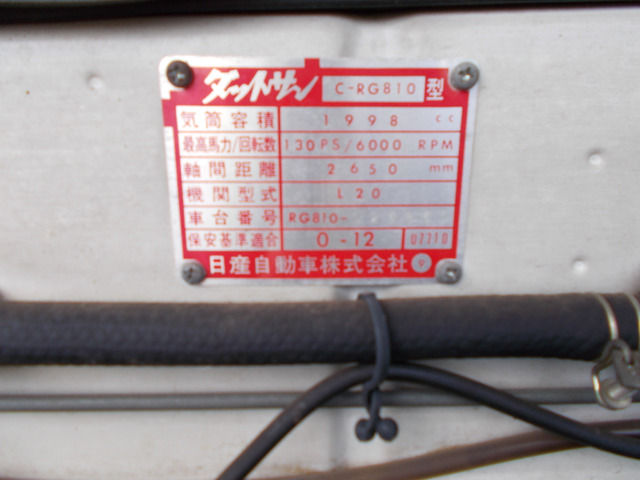 ダットサン C-RG810 型
気筒容積 1998 cc
最高馬力/回転数 130PS/6000 RPM
軸間距離 2650 mm
機関型式 L20
車台番号 RG810-
保安基準適合 0-12 07710
日産自動車株式会社